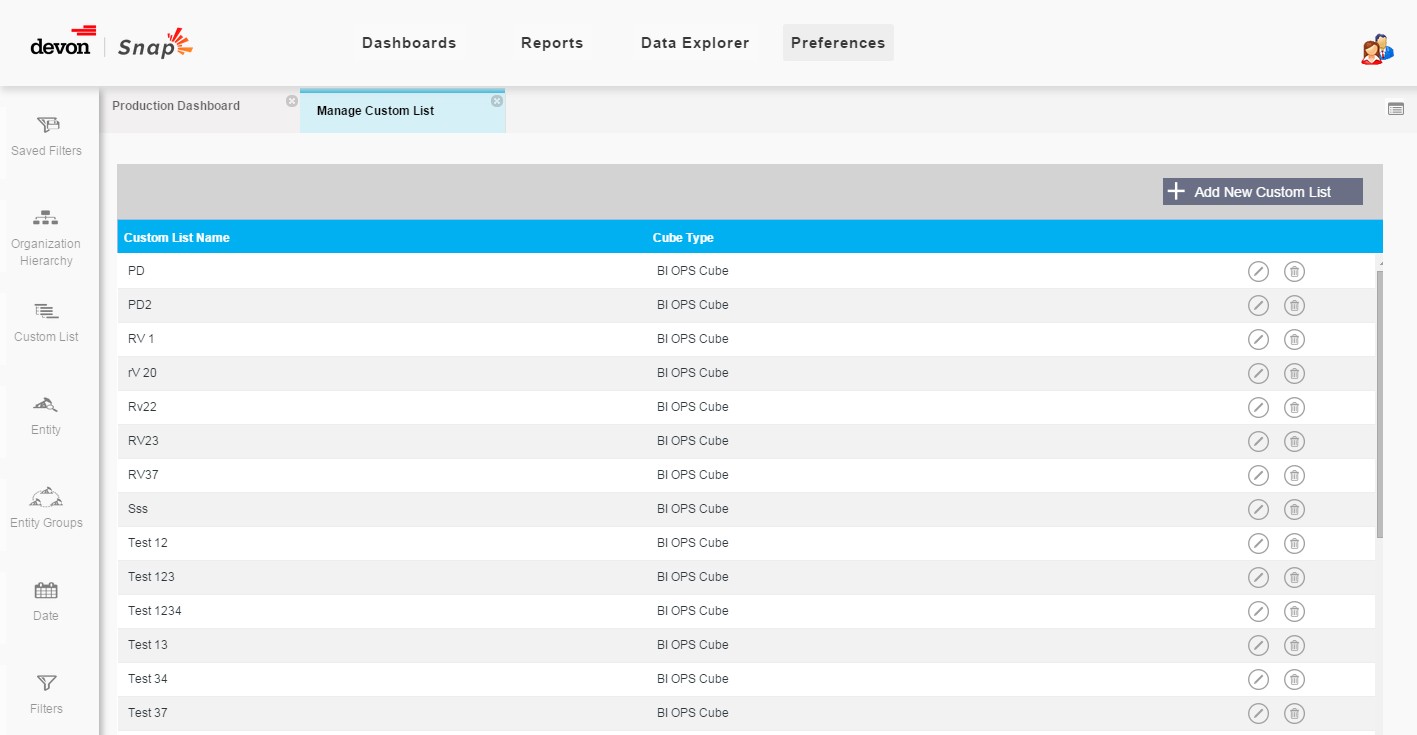 devon | Snap
Dashboards Reports Data Explorer Preferences
Production Dashboard Manage Custom List
Saved Filters
Organization
Hierarchy
Custom List
Entity
Entity Groups
Date
Filters
Add New Custom List
Custom List Name Cube Type
PD BI OPS Cube
PD2 BI OPS Cube
RV 1 BI OPS Cube
rV 20 BI OPS Cube
Rv22 BI OPS Cube
RV23 BI OPS Cube
RV37 BI OPS Cube
Sss BI OPS Cube
Test 12 BI OPS Cube
Test 123 BI OPS Cube
Test 1234 BI OPS Cube
Test 13 BI OPS Cube
Test 34 BI OPS Cube
Test 37 BI OPS Cube